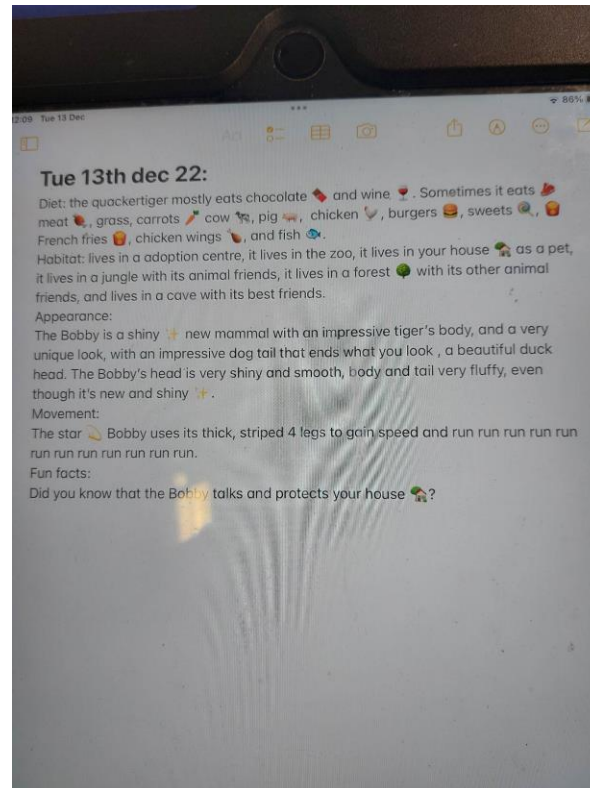 12:09 Tue 13 Dec
86%
Aa
Tue 13th dec 22:
Diet: the quackertiger mostly eats chocolate 🍫 and wine 🍷. Sometimes it eats 🥩
meat 🍖, grass, carrots 🥕 cow 🐄, pig 🐖, chicken 🐓, burgers 🍔, sweets 🍭, 🍟
French fries 🍟, chicken wings 🍗, and fish 🐟.
Habitat: lives in a adoption centre, it lives in the zoo, it lives in your house 🏡 as a pet,
it lives in a jungle with its animal friends, it lives in a forest 🌳 with its other animal
friends, and lives in a cave with its best friends.
Appearance:
The Bobby is a shiny ✨ new mammal with an impressive tiger's body, and a very
unique look, with an impressive dog tail that ends what you look , a beautiful duck
head. The Bobby's head is very shiny and smooth, body and tail very fluffy, even
though it's new and shiny ✨.
Movement:
The star 💫 Bobby uses its thick, striped 4 legs to gain speed and run run run run run
run run run run run run run.
Fun facts:
Did you know that the Bobby talks and protects your house 🏡?